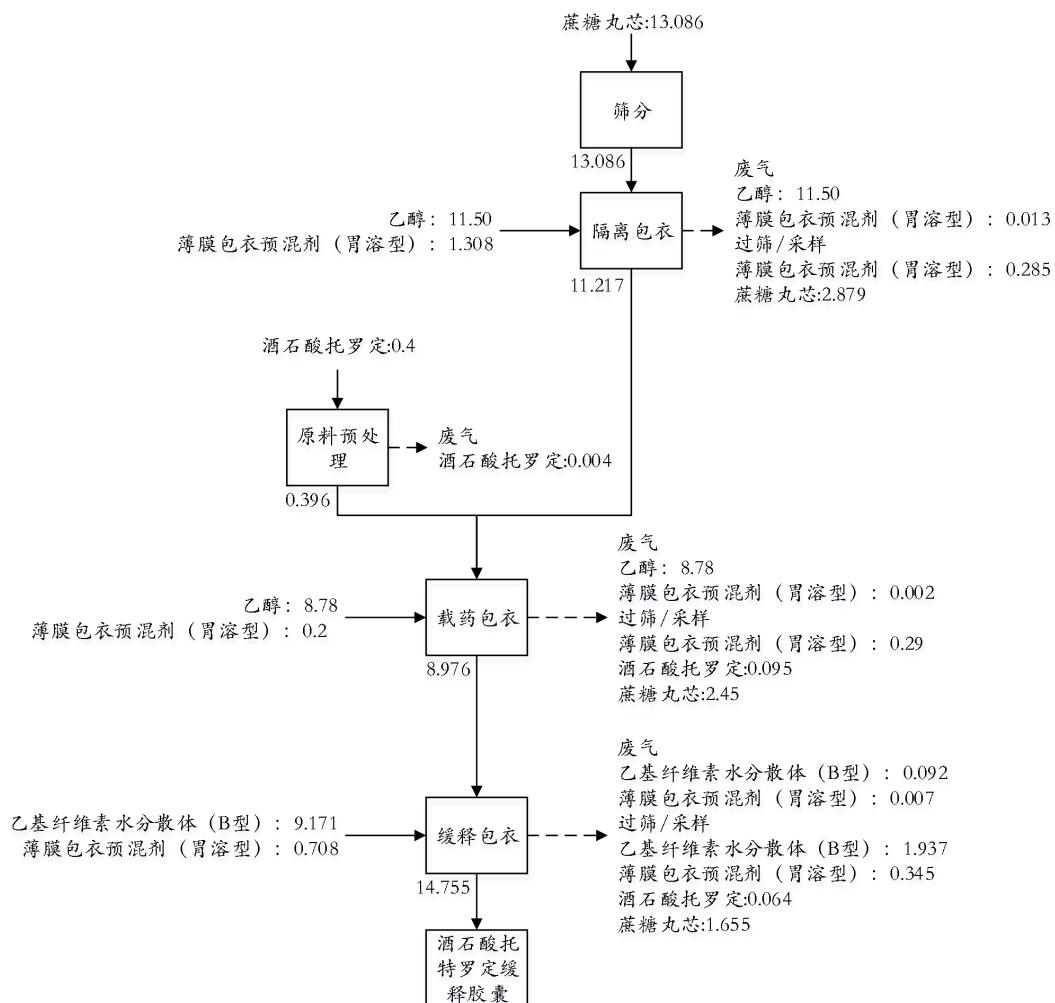 蔗糖丸芯:13.086
筛分
13.086
乙醇：11.50
薄膜包衣预混剂（胃溶型）：1.308
隔离包衣
11.217
废气
乙醇：11.50
薄膜包衣预混剂（胃溶型）：0.013
过筛/采样
薄膜包衣预混剂（胃溶型）：0.285
蔗糖丸芯:2.879
酒石酸托罗定:0.4
原料预处
理
0.396
废气
酒石酸托罗定:0.004
乙醇：8.78
薄膜包衣预混剂（胃溶型）：0.2
载药包衣
8.976
废气
乙醇：8.78
薄膜包衣预混剂（胃溶型）：0.002
过筛/采样
薄膜包衣预混剂（胃溶型）：0.29
酒石酸托罗定:0.095
蔗糖丸芯:2.45
乙基纤维素水分散体（B型）：9.171
薄膜包衣预混剂（胃溶型）：0.708
缓释包衣
14.755
废气
乙基纤维素水分散体（B型）：0.092
薄膜包衣预混剂（胃溶型）：0.007
过筛/采样
乙基纤维素水分散体（B型）：1.937
薄膜包衣预混剂（胃溶型）：0.345
酒石酸托罗定:0.064
蔗糖丸芯:1.655
酒石酸托
特罗定缓
释胶囊